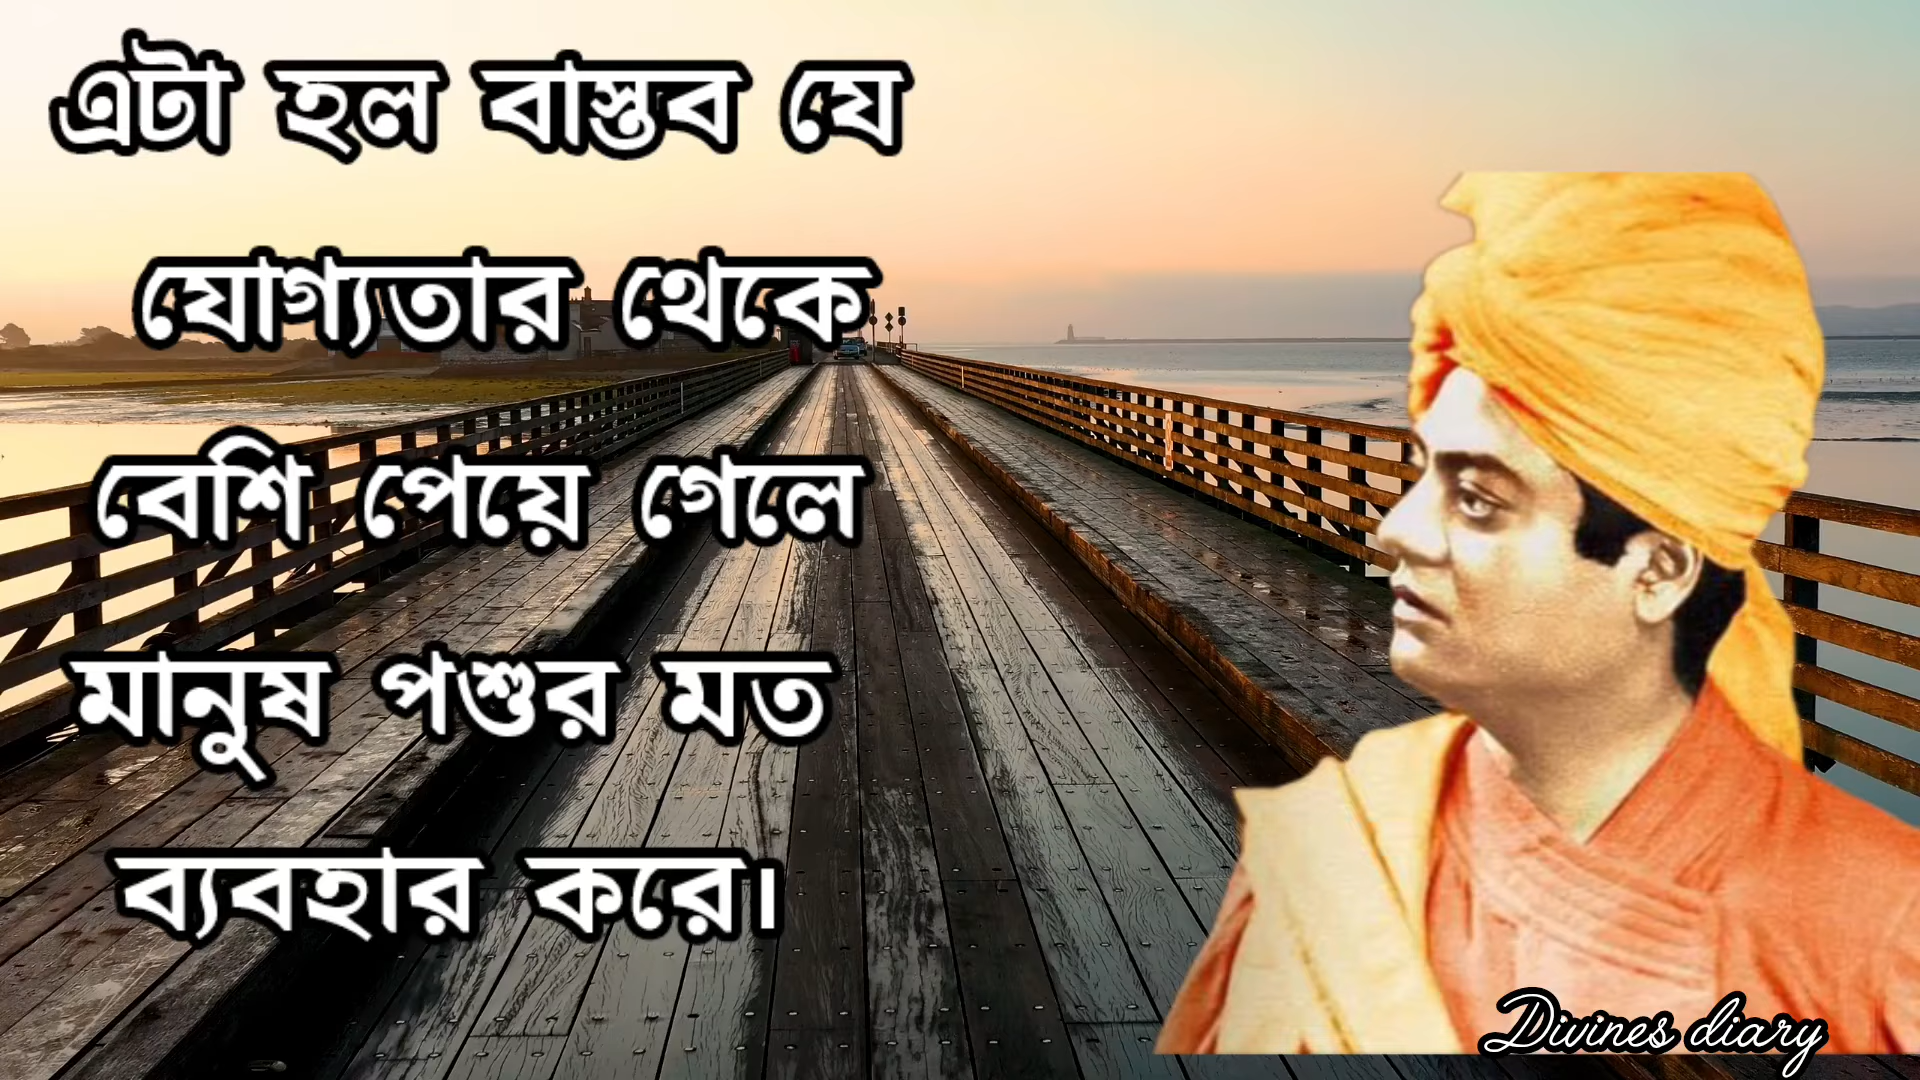 এটা হল বাস্তব যে
যোগ্যতার থেকে
বেশি পেয়ে গেলে
মানুষ পশুর মত
ব্যবহার করে।
Divines diary